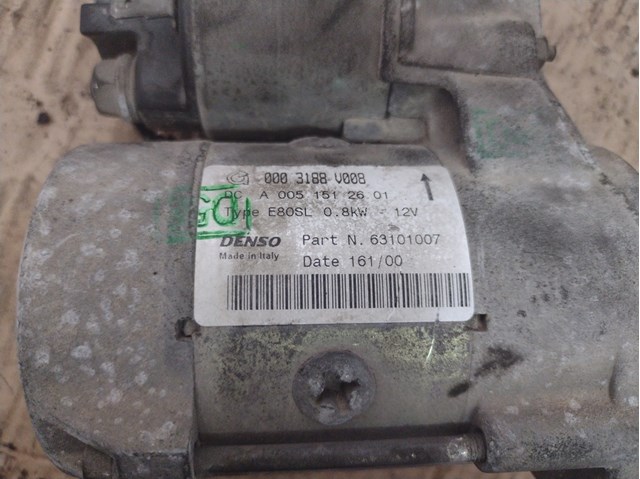 000 3188 V008
DC A 005 151 26 01
Type E80SL 0.8kW - 12V
DENSO Part N. 63101007
Made in Italy Date 161/00